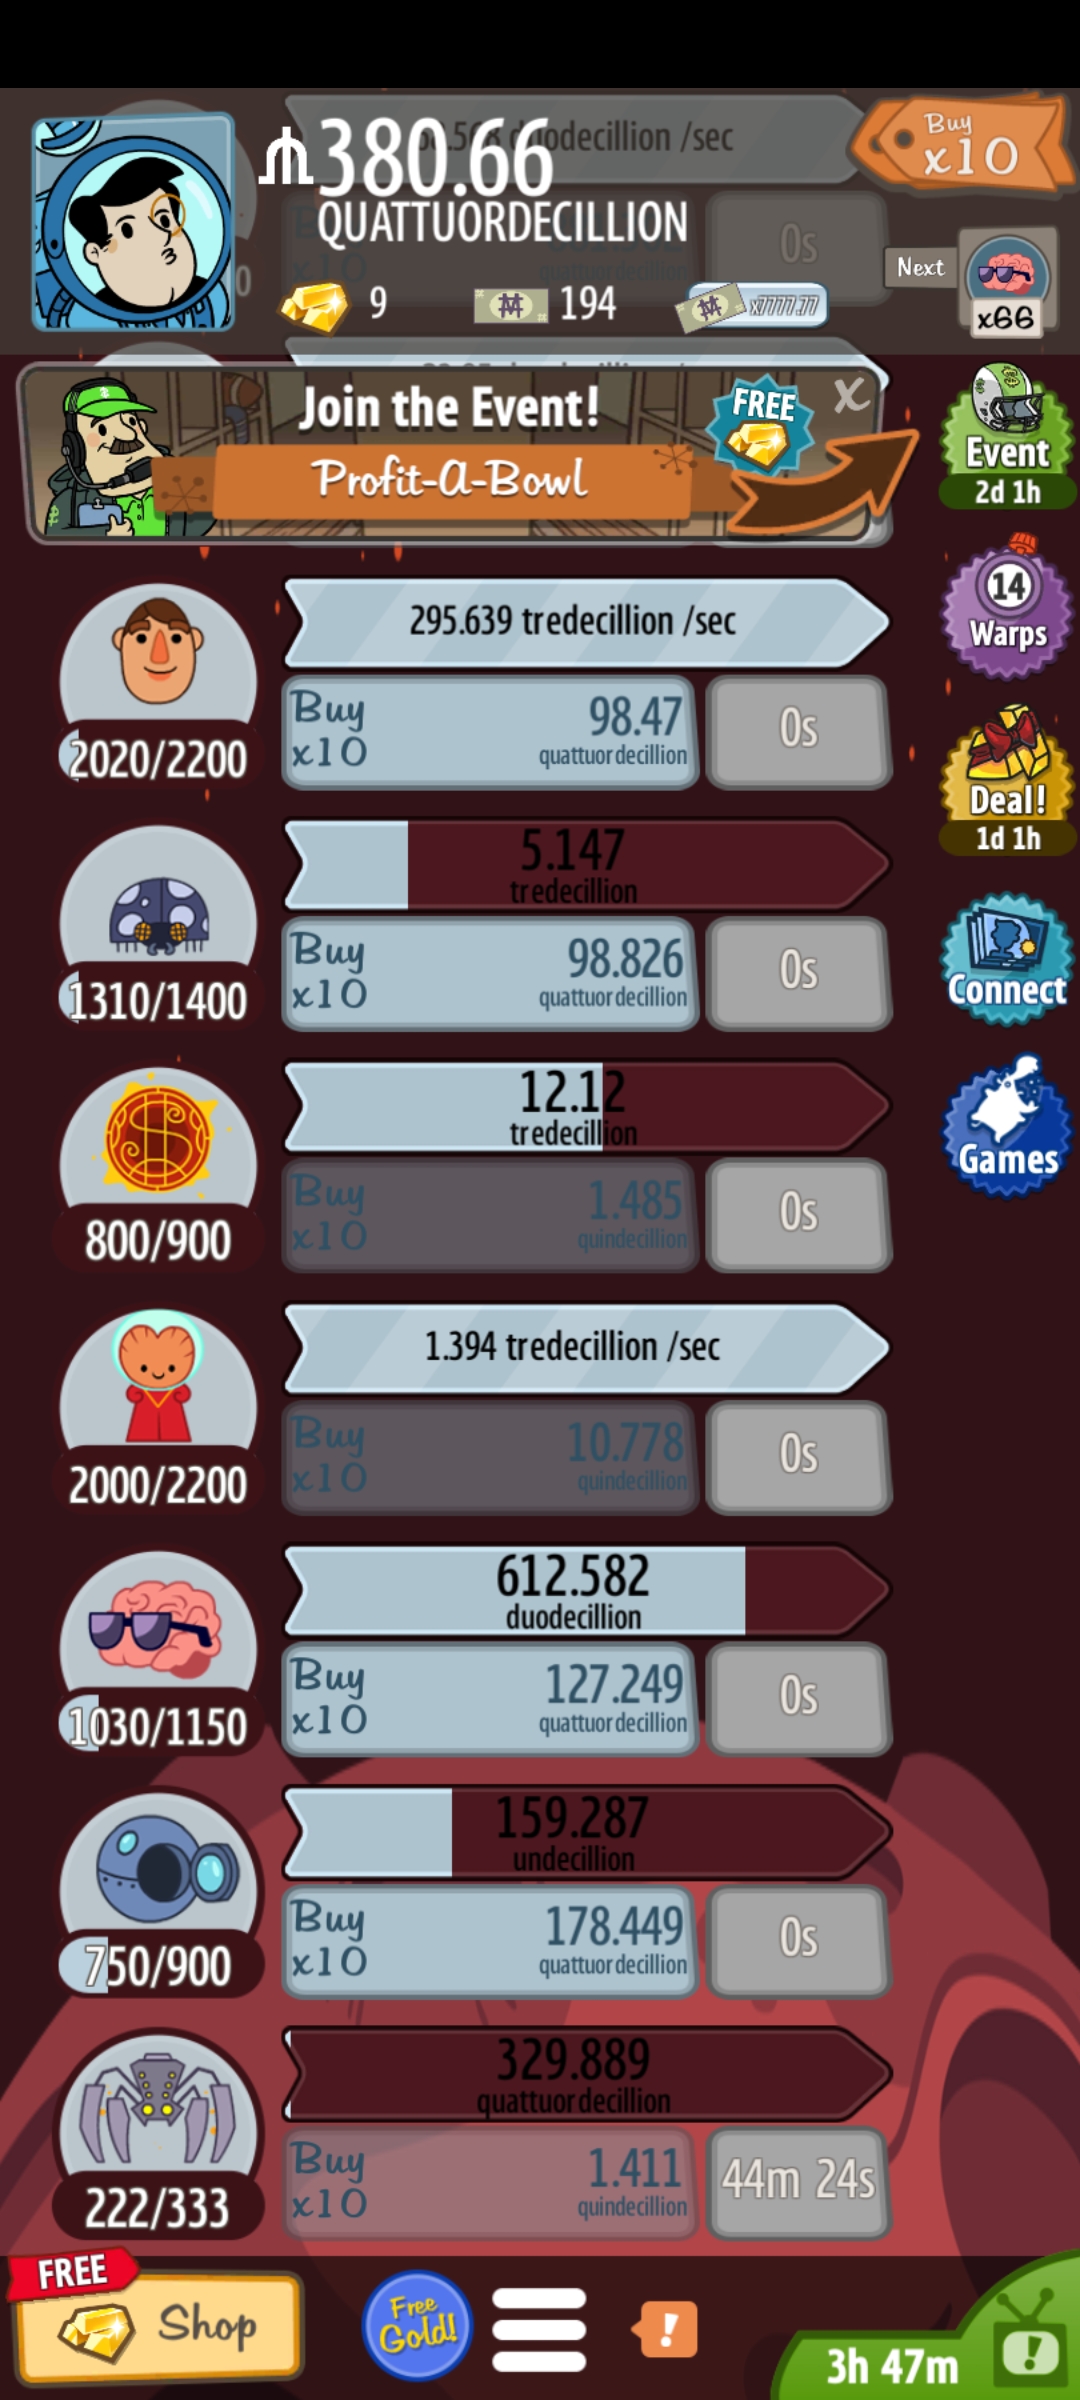 Buy
x10
₥380.66
QUATTUORDECILLION
duodecillion /sec
0s
9
194
x7777.77
Next
x66
Join the Event!
Profit-A-Bowl
FREE
X
Event
2d 1h
295.639 tredecillion /sec
Buy
x10
98.47
quattuordecillion
0s
2020/2200
14
Warps
Deal!
1d 1h
5.147
tredecillion
Buy
x10
98.826
quattuordecillion
0s
1310/1400
Connect
12.12
tredecillion
Buy
x10
1.485
quindecillion
0s
800/900
Games
1.394 tredecillion /sec
Buy
x10
10.778
quindecillion
0s
2000/2200
612.582
duodecillion
Buy
x10
127.249
quattuordecillion
0s
1030/1150
159.287
undecillion
Buy
x10
178.449
quattuordecillion
0s
750/900
329.889
quattuordecillion
Buy
x10
1.411
quindecillion
44m 24s
222/333
FREE
Shop
Free
Gold!
!
3h 47m
!